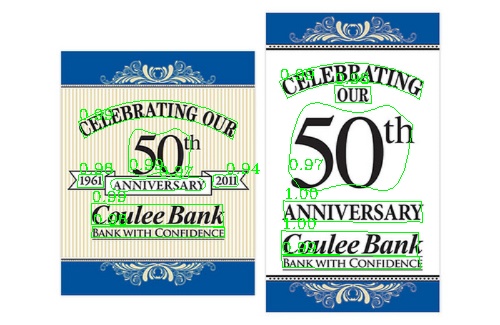 CELEBRATING OUR
50th
1961 ANNIVERSARY 2011
Coulee Bank
BANK WITH CONFIDENCE
CELEBRATING
OUR
50th
ANNIVERSARY
Coulee Bank
BANK WITH CONFIDENCE